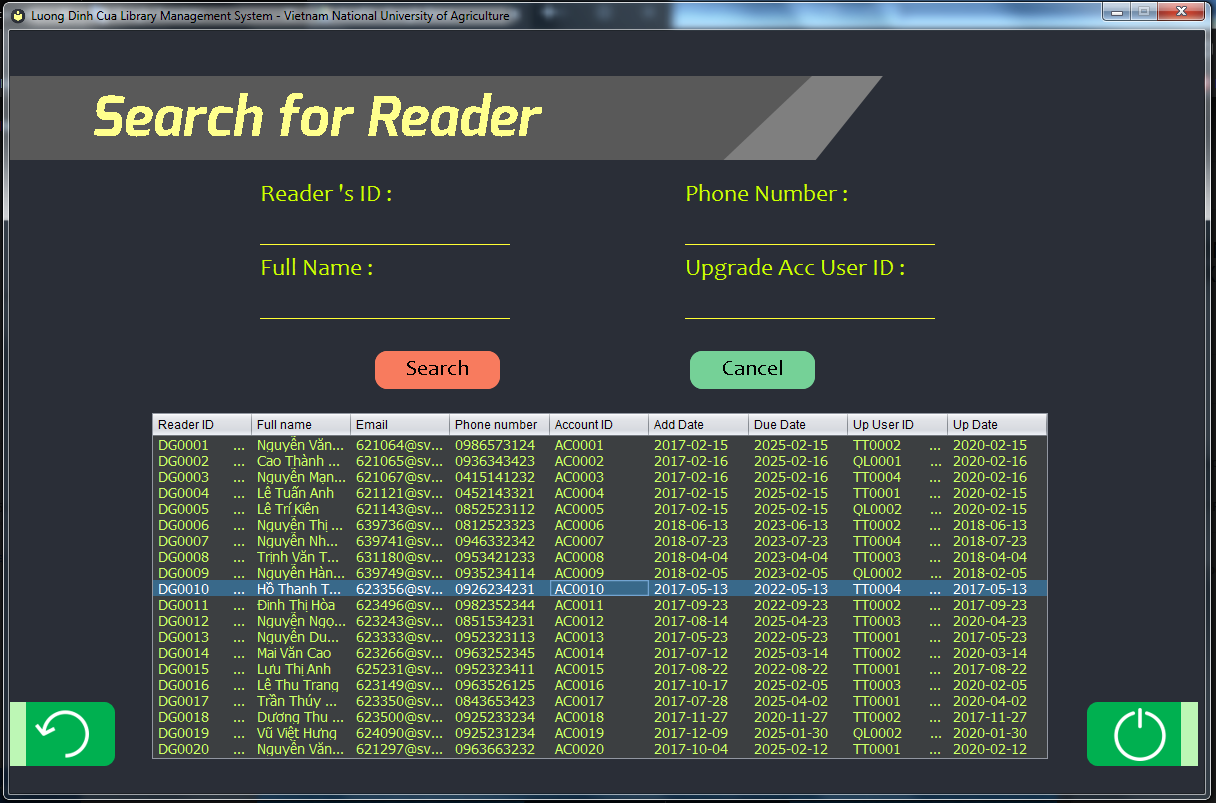 Luong Dinh Cua Library Management System - Vietnam National University of Agriculture
Search for Reader
Reader 's ID :
Phone Number :
Full Name :
Upgrade Acc User ID :
Search
Cancel
Reader ID Full name Email Phone number Account ID Add Date Due Date Up User ID Up Date
DG0001 ... Nguyễn Văn... 621064@sv... 0986573124 AC0001 2017-02-15 2025-02-15 TT0002 ... 2020-02-15
DG0002 ... Cao Thành ... 621065@sv... 0936343423 AC0002 2017-02-16 2025-02-16 QL0001 ... 2020-02-16
DG0003 ... Nguyễn Mạn... 621067@sv... 0415141232 AC0003 2017-02-16 2025-02-16 TT0004 ... 2020-02-16
DG0004 ... Lê Tuấn Anh 621121@sv... 0452143321 AC0004 2017-02-15 2025-02-15 TT0001 ... 2020-02-15
DG0005 ... Lê Trí Kiên 621143@sv... 0852523112 AC0005 2017-02-15 2025-02-15 QL0002 ... 2020-02-15
DG0006 ... Nguyễn Thị ... 639736@sv... 0812523323 AC0006 2018-06-13 2023-06-13 TT0002 ... 2018-06-13
DG0007 ... Nguyễn Nh... 639741@sv... 0946332342 AC0007 2018-07-23 2023-07-23 TT0004 ... 2018-07-23
DG0008 ... Trịnh Văn T... 631180@sv... 0953421233 AC0008 2018-04-04 2023-04-04 TT0003 ... 2018-04-04
DG0009 ... Nguyễn Hàn... 639749@sv... 0935234114 AC0009 2018-02-05 2023-02-05 QL0002 ... 2018-02-05
DG0010 ... Hồ Thanh T... 623356@sv... 0926234231 AC0010 2017-05-13 2022-05-13 TT0004 ... 2017-05-13
DG0011 ... Đinh Thị Hòa 623496@sv... 0982352344 AC0011 2017-09-23 2022-09-23 TT0002 ... 2017-09-23
DG0012 ... Nguyễn Ngọ... 623243@sv... 0851534231 AC0012 2017-08-14 2025-04-23 TT0003 ... 2020-04-23
DG0013 ... Nguyễn Du... 623333@sv... 0952323113 AC0013 2017-05-23 2022-05-23 TT0001 ... 2017-05-23
DG0014 ... Mai Văn Cao 623266@sv... 0963252345 AC0014 2017-07-12 2025-03-14 TT0002 ... 2020-03-14
DG0015 ... Lưu Thị Anh 625231@sv... 0952323411 AC0015 2017-08-22 2022-08-22 TT0001 ... 2017-08-22
DG0016 ... Lê Thu Trang 623149@sv... 0963526125 AC0016 2017-10-17 2025-02-05 TT0003 ... 2020-02-05
DG0017 ... Trần Thúy ... 623350@sv... 0843653423 AC0017 2017-07-28 2025-04-02 TT0001 ... 2020-04-02
DG0018 ... Dương Thu ... 623500@sv... 0925233234 AC0018 2017-11-27 2020-11-27 TT0002 ... 2017-11-27
DG0019 ... Vũ Việt Hưng 624090@sv... 0925231234 AC0019 2017-12-09 2025-01-30 QL0002 ... 2020-01-30
DG0020 ... Nguyễn Văn... 621297@sv... 0963663232 AC0020 2017-10-04 2025-02-12 TT0001 ... 2020-02-12